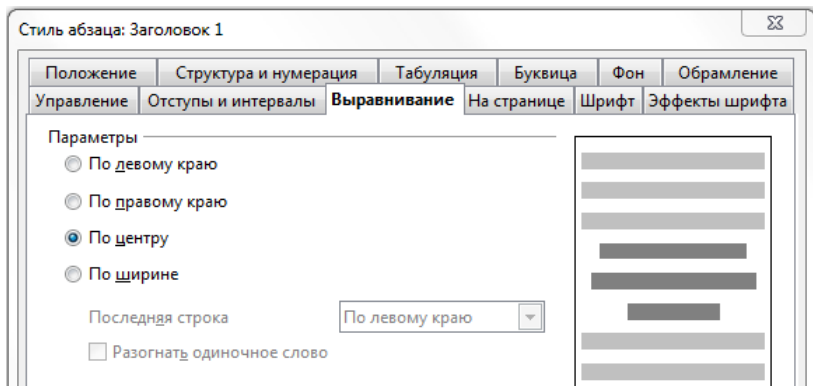 Стиль абзаца: Заголовок 1
Положение Структура и нумерация Табуляция Буквица Фон Обрамление
Управление Отступы и интервалы Выравнивание На странице Шрифт Эффекты шрифта
Параметры
По левому краю
По правому краю
По центру
По ширине
Последняя строка По левому краю
Разогнать одиночное слово